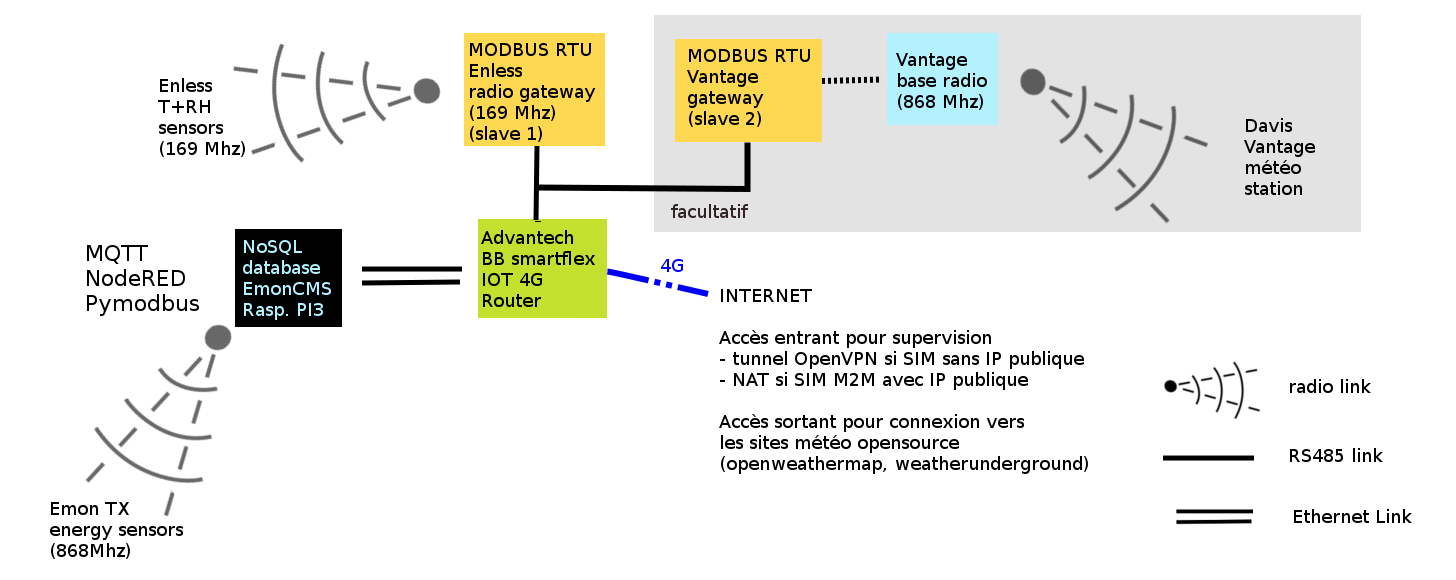 Enless
T+RH
sensors
(169 Mhz)
MODBUS RTU
Enless
radio gateway
(169 Mhz)
(slave 1)
MODBUS RTU
Vantage
gateway
(slave 2)
Vantage
base radio
(868 Mhz)
Davis
Vantage
météo
station
facultatif
MQTT
NodeRED
Pymodbus
NoSQL
database
EmonCMS
Rasp. PI3
Advantech
BB smartflex
IOT 4G
Router
4G
INTERNET
Accès entrant pour supervision
- tunnel OpenVPN si SIM sans IP publique
- NAT si SIM M2M avec IP publique
Accès sortant pour connexion vers
les sites météo opensource
(openweathermap, weatherunderground)
Emon TX
energy sensors
(868Mhz)
radio link
RS485 link
Ethernet Link